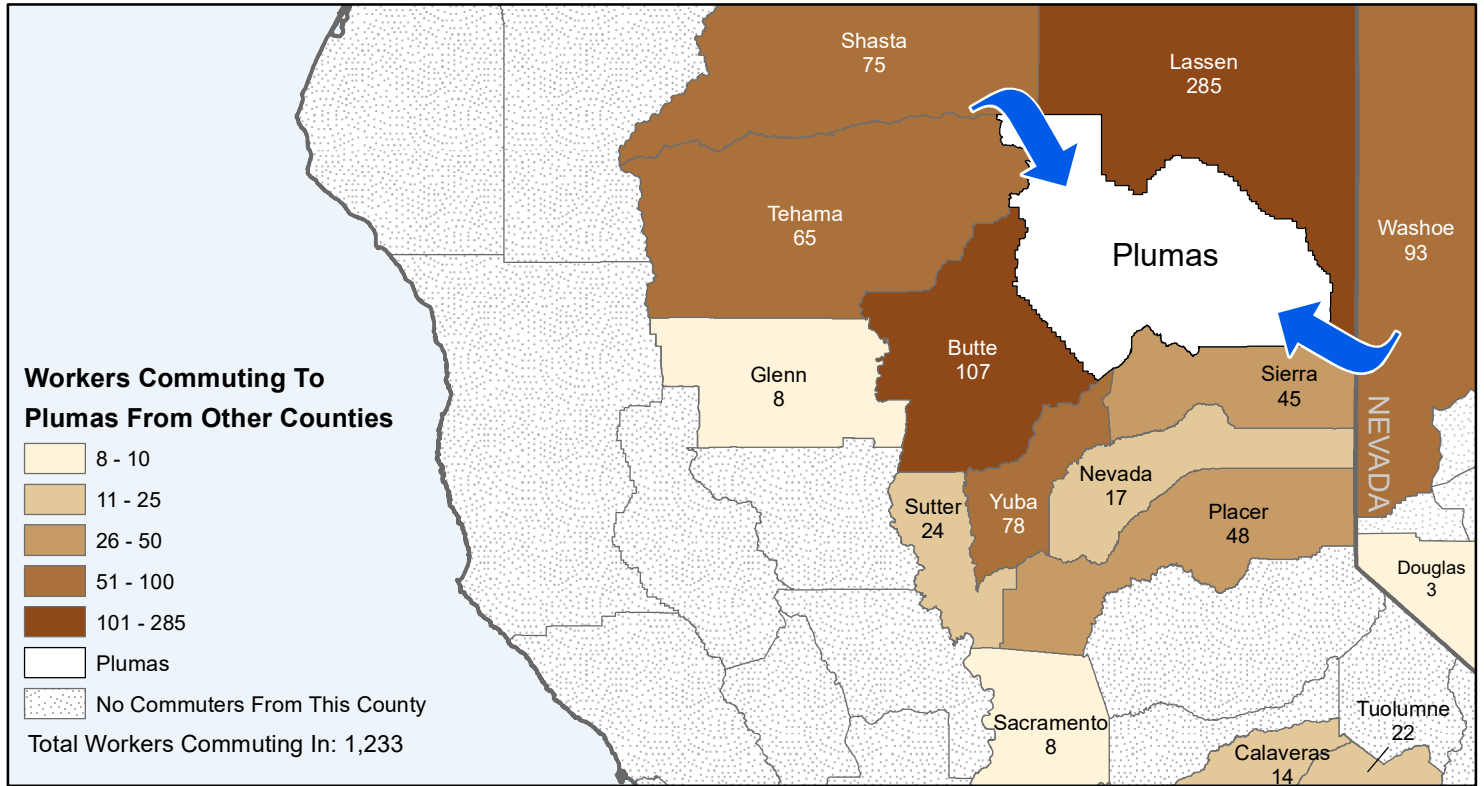 Shasta
75
Lassen
285
Tehama
65
Plumas
Washoe
93
Butte
107
Glenn
8
Sierra
45
NEVADA
Nevada
17
Sutter
24
Yuba
78
Placer
48
Douglas
3
Sacramento
8
Tuolumne
22
Calaveras
14
Workers Commuting To
Plumas From Other Counties
8 - 10
11 - 25
26 - 50
51 - 100
101 - 285
Plumas
No Commuters From This County
Total Workers Commuting In: 1,233